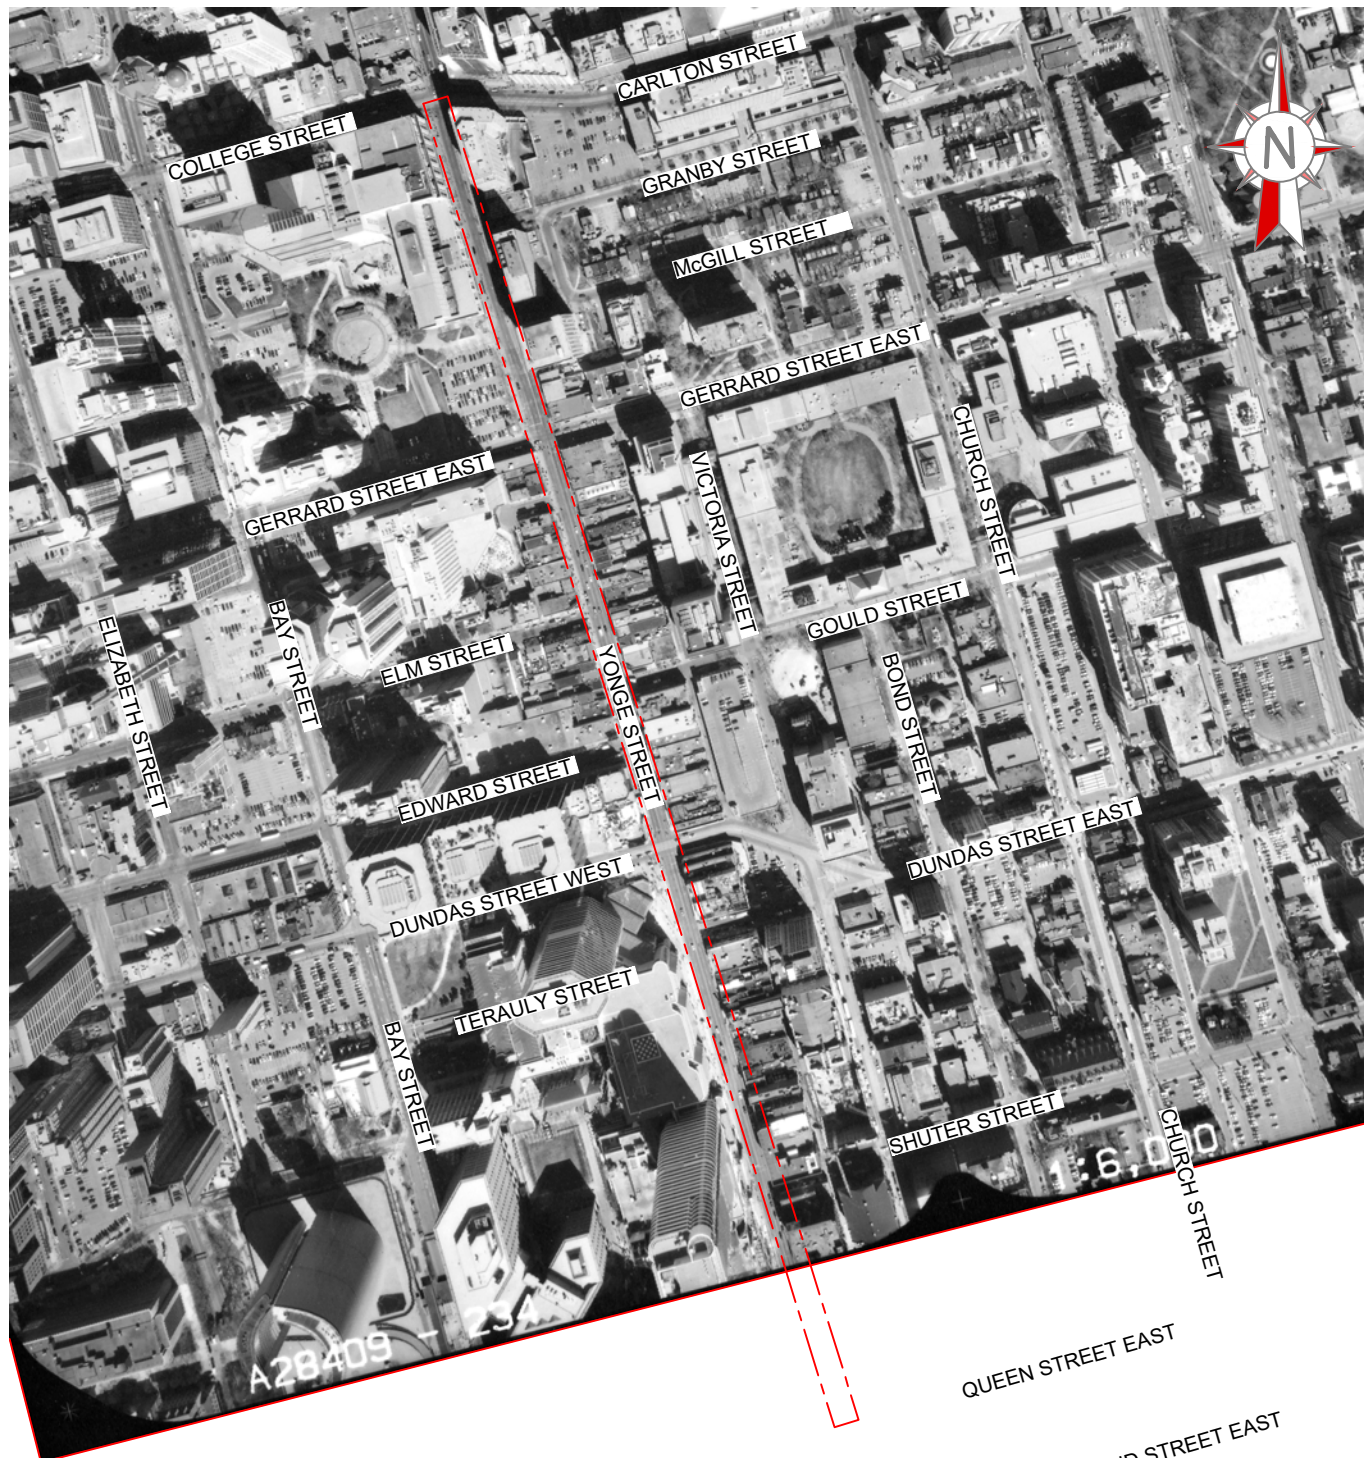 CARLTON STREET
COLLEGE STREET
GRANBY STREET
N
McGILL STREET
GERRARD STREET EAST
CHURCH STREET
GERRARD STREET EAST
VICTORIA STREET
GOULD STREET
BAY STREET
ELIZABETH STREET
ELM STREET
YONGE STREET
BOND STREET
EDWARD STREET
DUNDAS STREET EAST
DUNDAS STREET WEST
TERAULY STREET
BAY STREET
SHUTER STREET
CHURCH STREET
1:6,000
A28409 - 234
QUEEN STREET EAST
STREET EAST